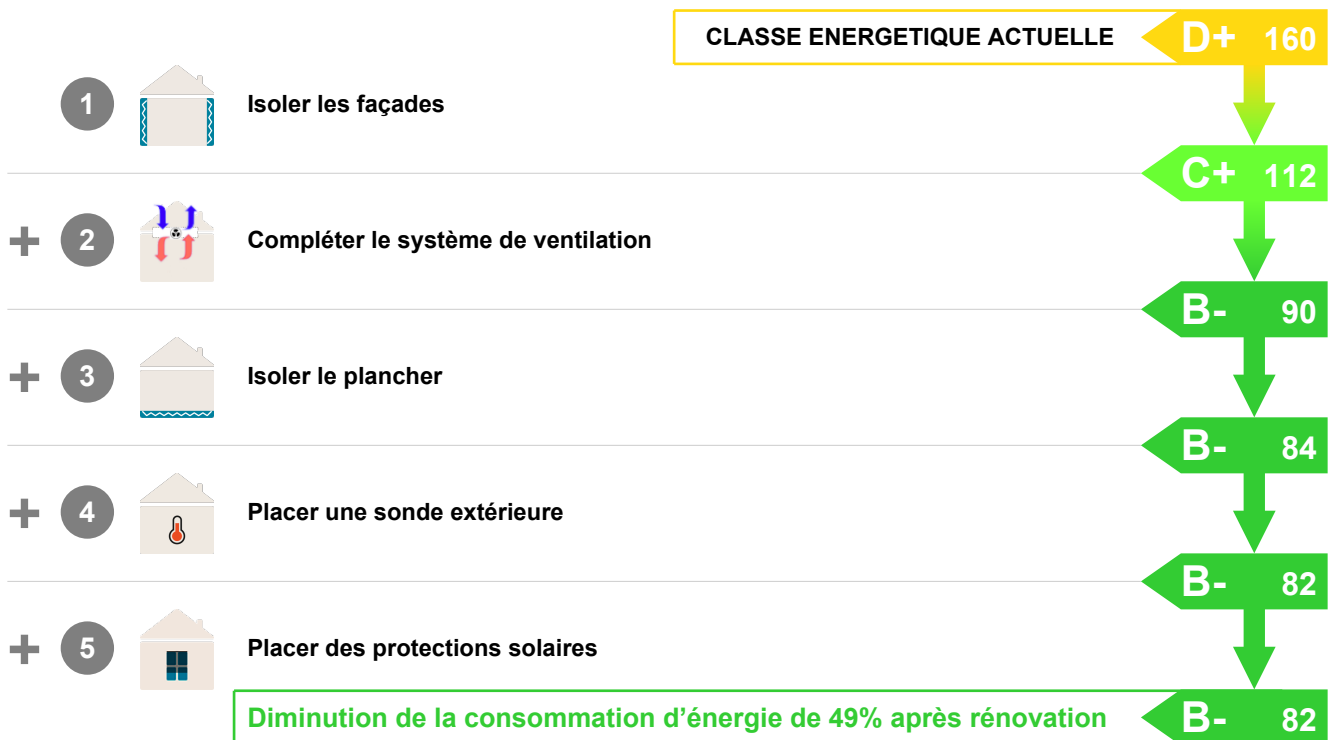 CLASSE ENERGETIQUE ACTUELLE D+ 160
1 Isoler les façades
C+ 112
+ 2 Compléter le système de ventilation
B- 90
+ 3 Isoler le plancher
B- 84
+ 4 Placer une sonde extérieure
B- 82
+ 5 Placer des protections solaires
Diminution de la consommation d’énergie de 49% après rénovation B- 82